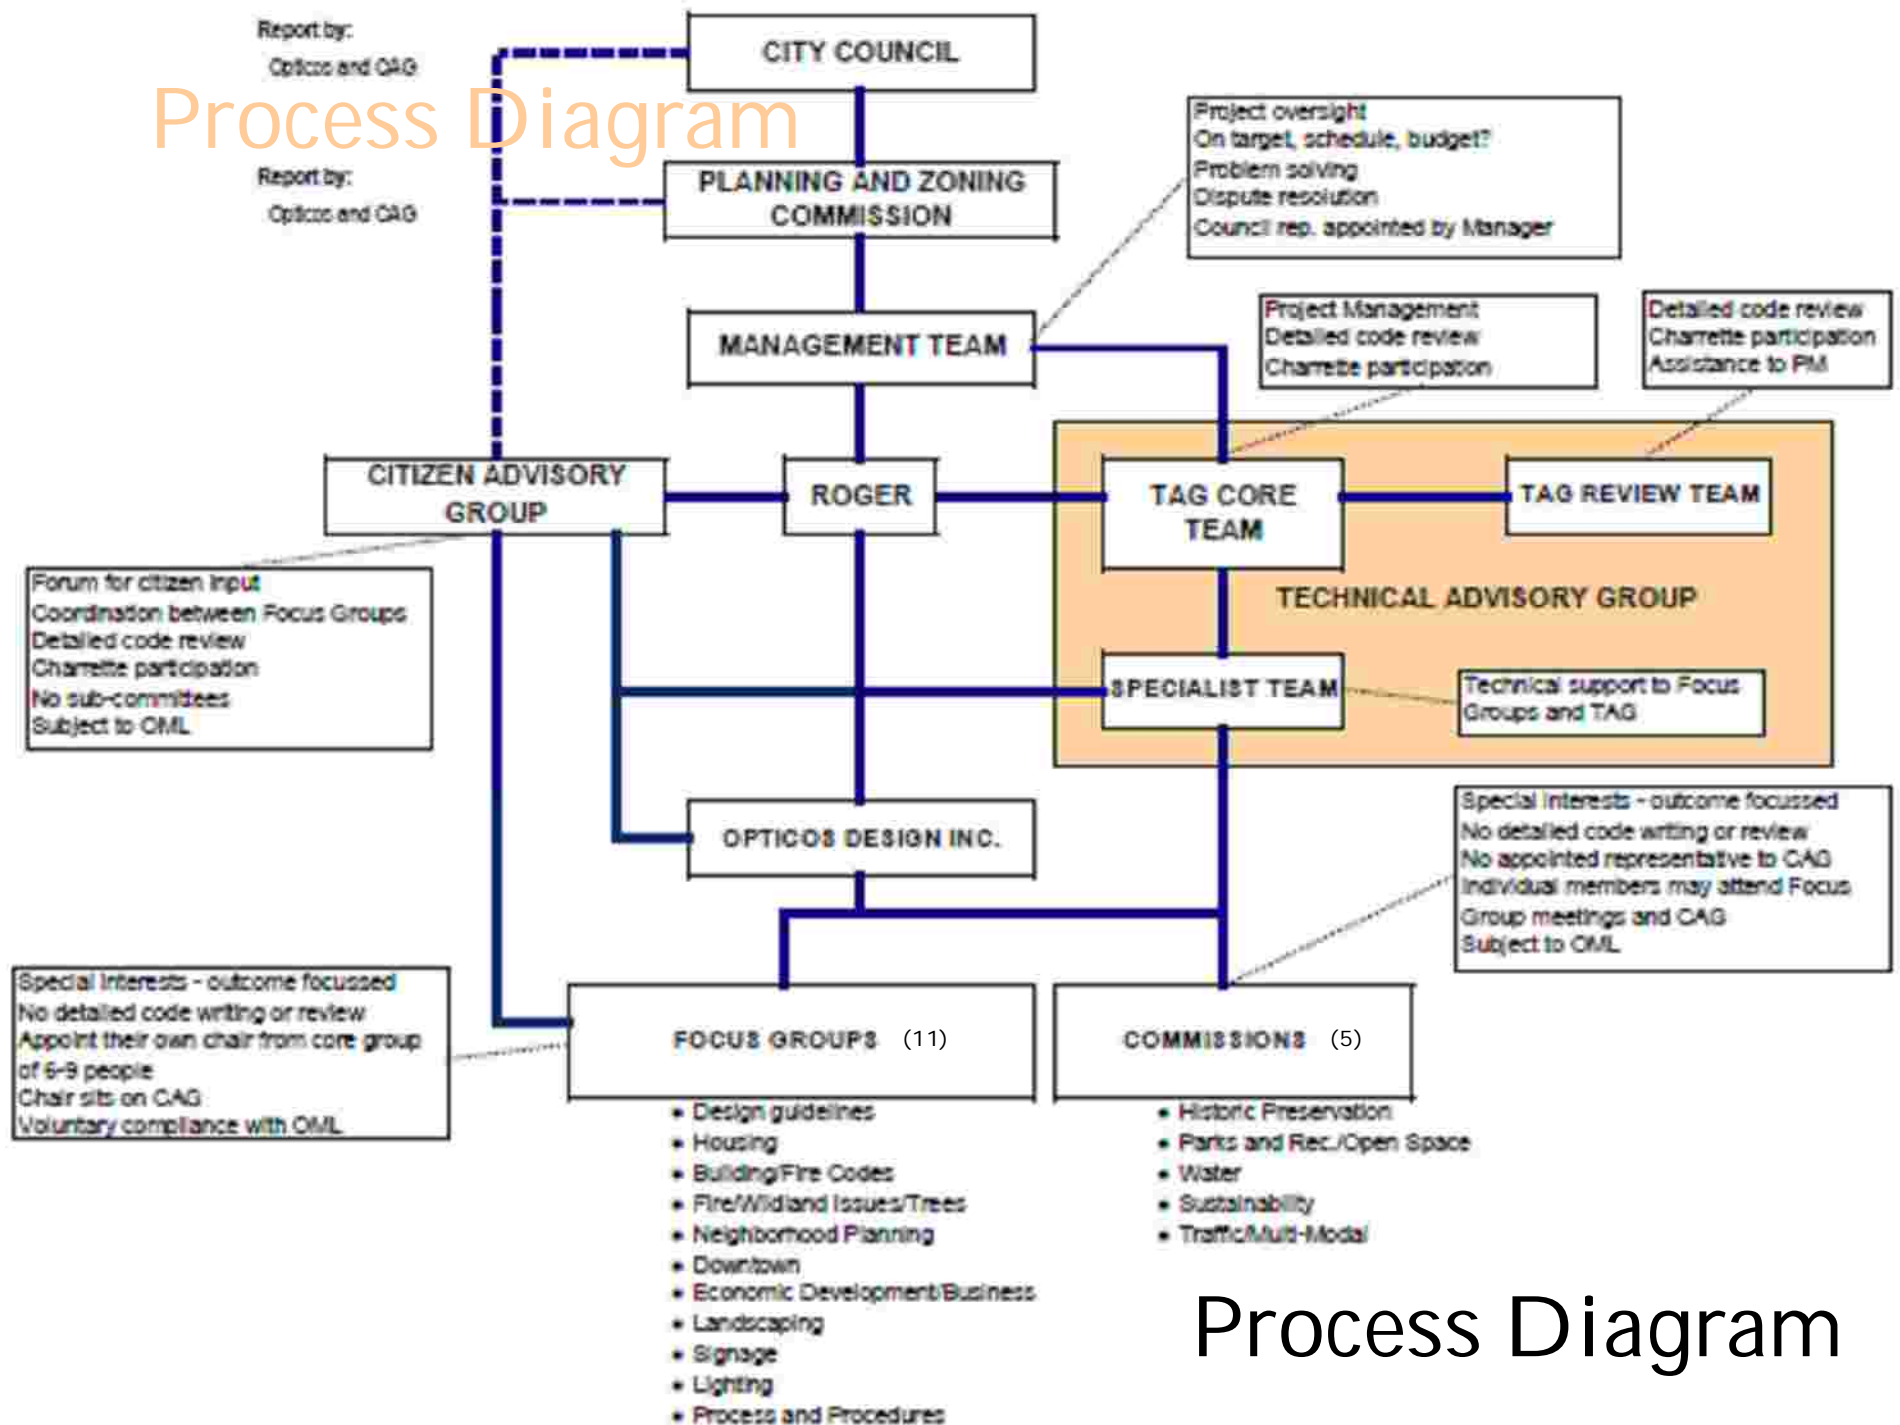 Report by:
Opticos and CAG
CITY COUNCIL
Process Diagram
Report by:
Opticos and CAG
PLANNING AND ZONING
COMMISSION
Project oversight
On target, schedule, budget?
Problem solving
Dispute resolution
Council rep. appointed by Manager
MANAGEMENT TEAM
Project Management
Detailed code review
Charrette participation
Detailed code review
Charrette participation
Assistance to PM
CITIZEN ADVISORY
GROUP
ROGER
TAG CORE
TEAM
TAG REVIEW TEAM
TECHNICAL ADVISORY GROUP
Forum for citizen input
Coordination between Focus Groups
Detailed code review
Charrette participation
No sub-committees
Subject to OML
SPECIALIST TEAM
Technical support to Focus
Groups and TAG
OPTICOS DESIGN INC.
Special Interests - outcome focussed
No detailed code writing or review
No appointed representative to CAG
Individual members may attend Focus
Group meetings and CAG
Subject to OML
Special Interests - outcome focussed
No detailed code writing or review
Appoint their own chair from core group
of 6-9 people
Chair sits on CAG
Voluntary compliance with OML
FOCUS GROUPS (11)
• Design guidelines
• Housing
• Building/Fire Codes
• Fire/Wildland Issues/Trees
• Neighborhood Planning
• Downtown
• Economic Development/Business
• Landscaping
• Signage
• Lighting
• Process and Procedures
COMMISSIONS (5)
• Historic Preservation
• Parks and Rec./Open Space
• Water
• Sustainability
• Traffic/Multi-Modal
Process Diagram